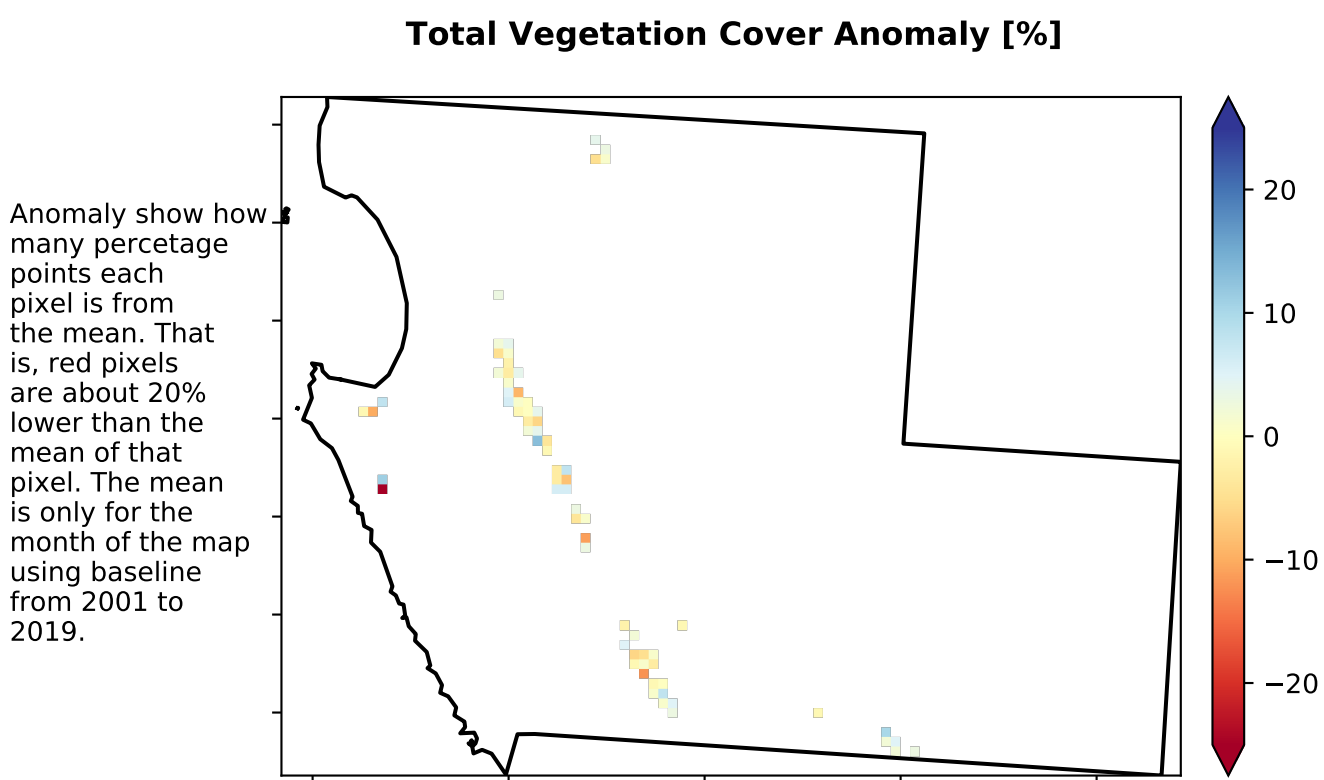 Total Vegetation Cover Anomaly [%]
Anomaly show how
many percetage
points each
pixel is from
the mean. That
is, red pixels
are about 20%
lower than the
mean of that
pixel. The mean
is only for the
month of the map
using baseline
from 2001 to
2019.
20
10
0
−10
−20